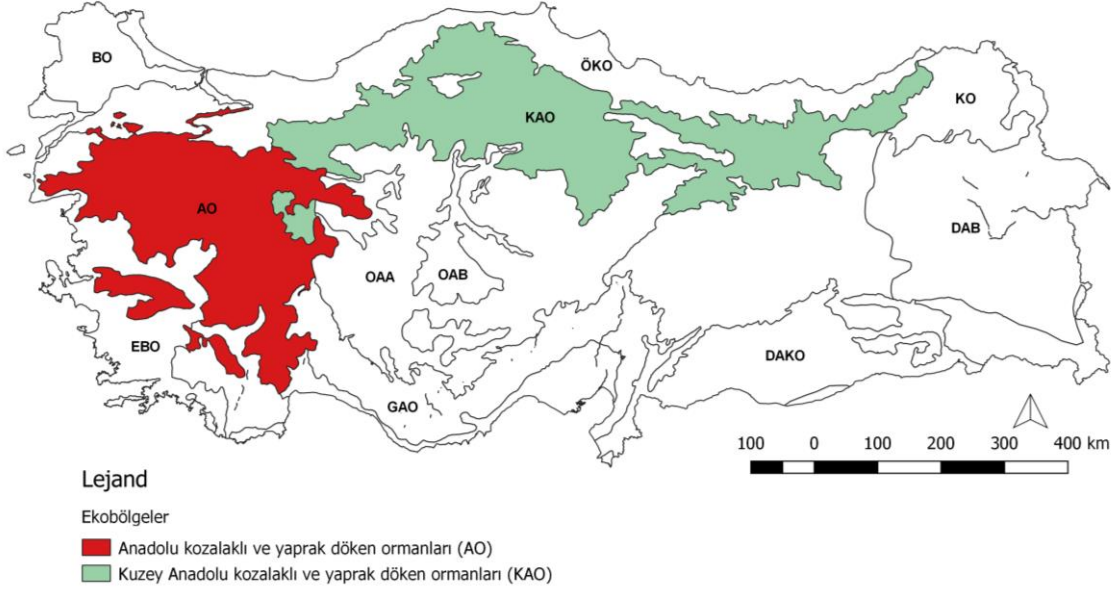 BO
ÖKO
KO
KAO
AO
DAB
OAA
OAB
EBO
DAKO
GAO
100 0 100 200 300 400 km
Lejand
Ekobölgeler
Anadolu kozalaklı ve yaprak döken ormanları (AO)
Kuzey Anadolu kozalaklı ve yaprak döken ormanları (KAO)